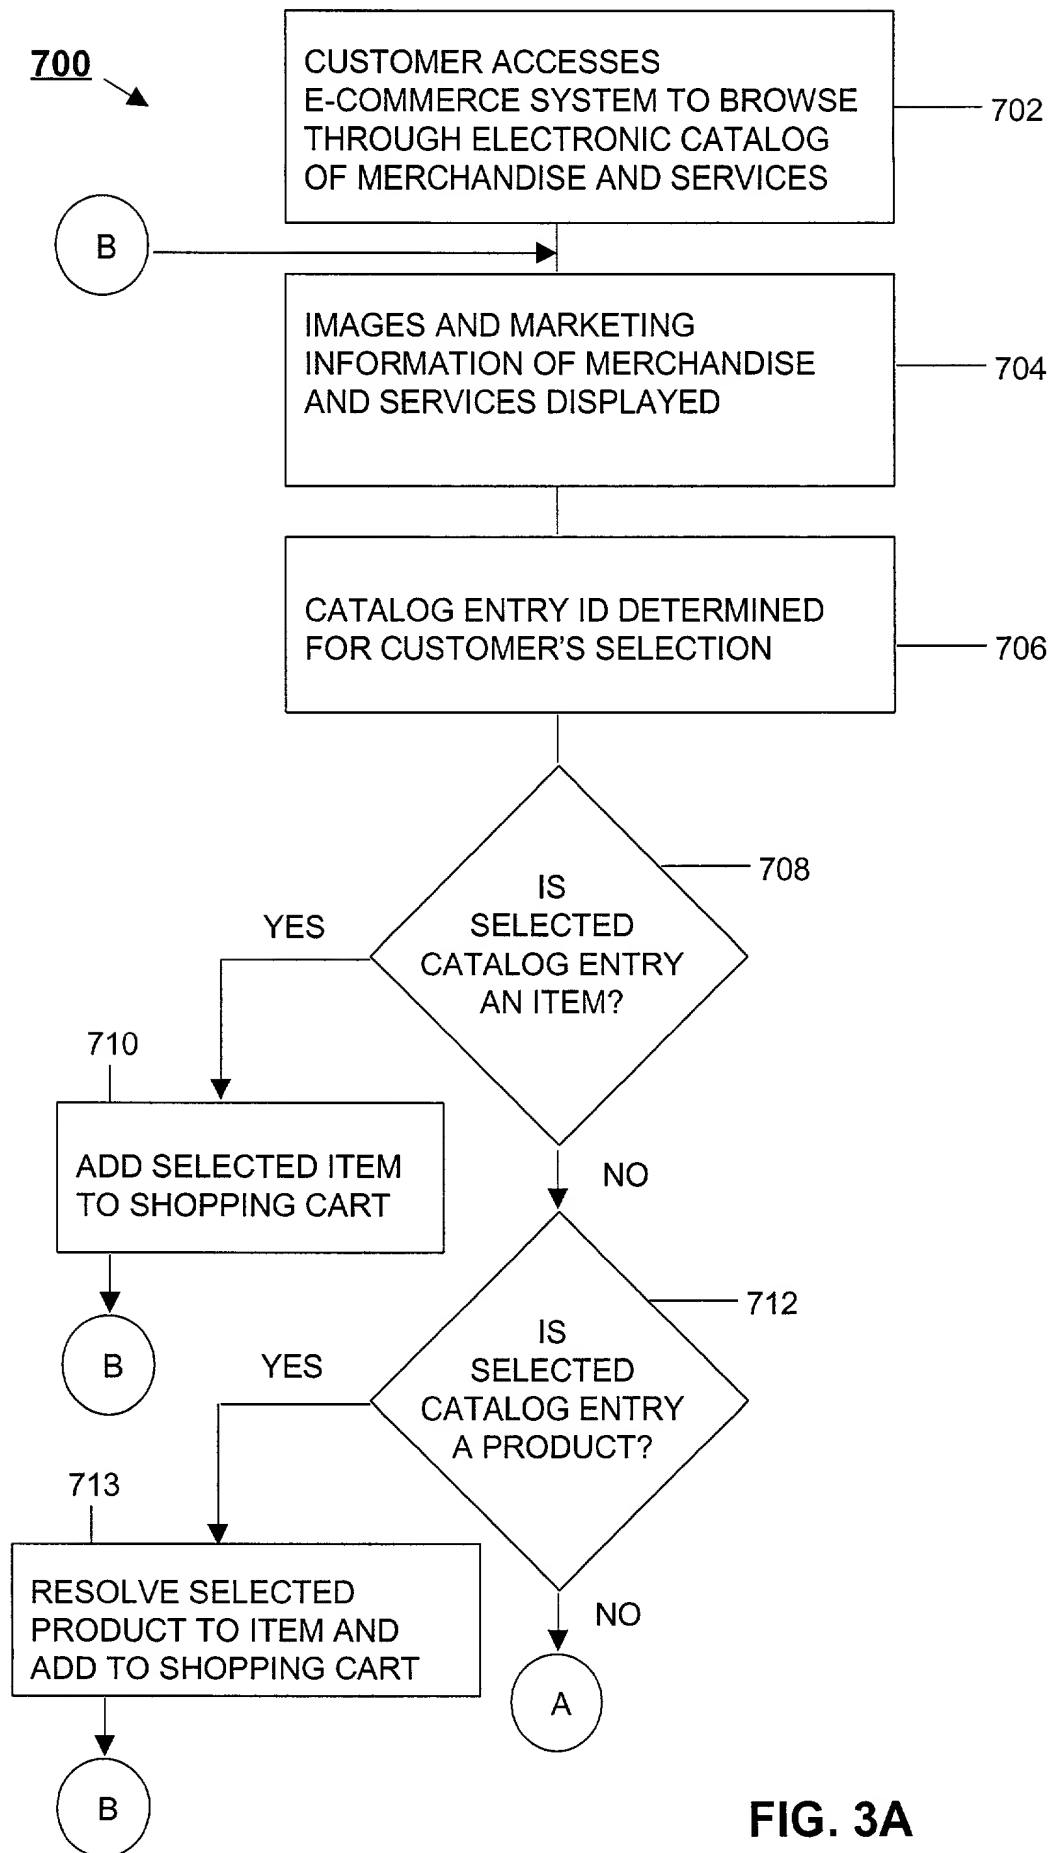 700
CUSTOMER ACCESSES
E-COMMERCE SYSTEM TO BROWSE
THROUGH ELECTRONIC CATALOG
OF MERCHANDISE AND SERVICES
702
B
IMAGES AND MARKETING
INFORMATION OF MERCHANDISE
AND SERVICES DISPLAYED
704
CATALOG ENTRY ID DETERMINED
FOR CUSTOMER'S SELECTION
706
708
IS
SELECTED
CATALOG ENTRY
AN ITEM?
YES
710
ADD SELECTED ITEM
TO SHOPPING CART
NO
B
712
IS
SELECTED
CATALOG ENTRY
A PRODUCT?
YES
713
RESOLVE SELECTED
PRODUCT TO ITEM AND
ADD TO SHOPPING CART
NO
A
B
FIG. 3A